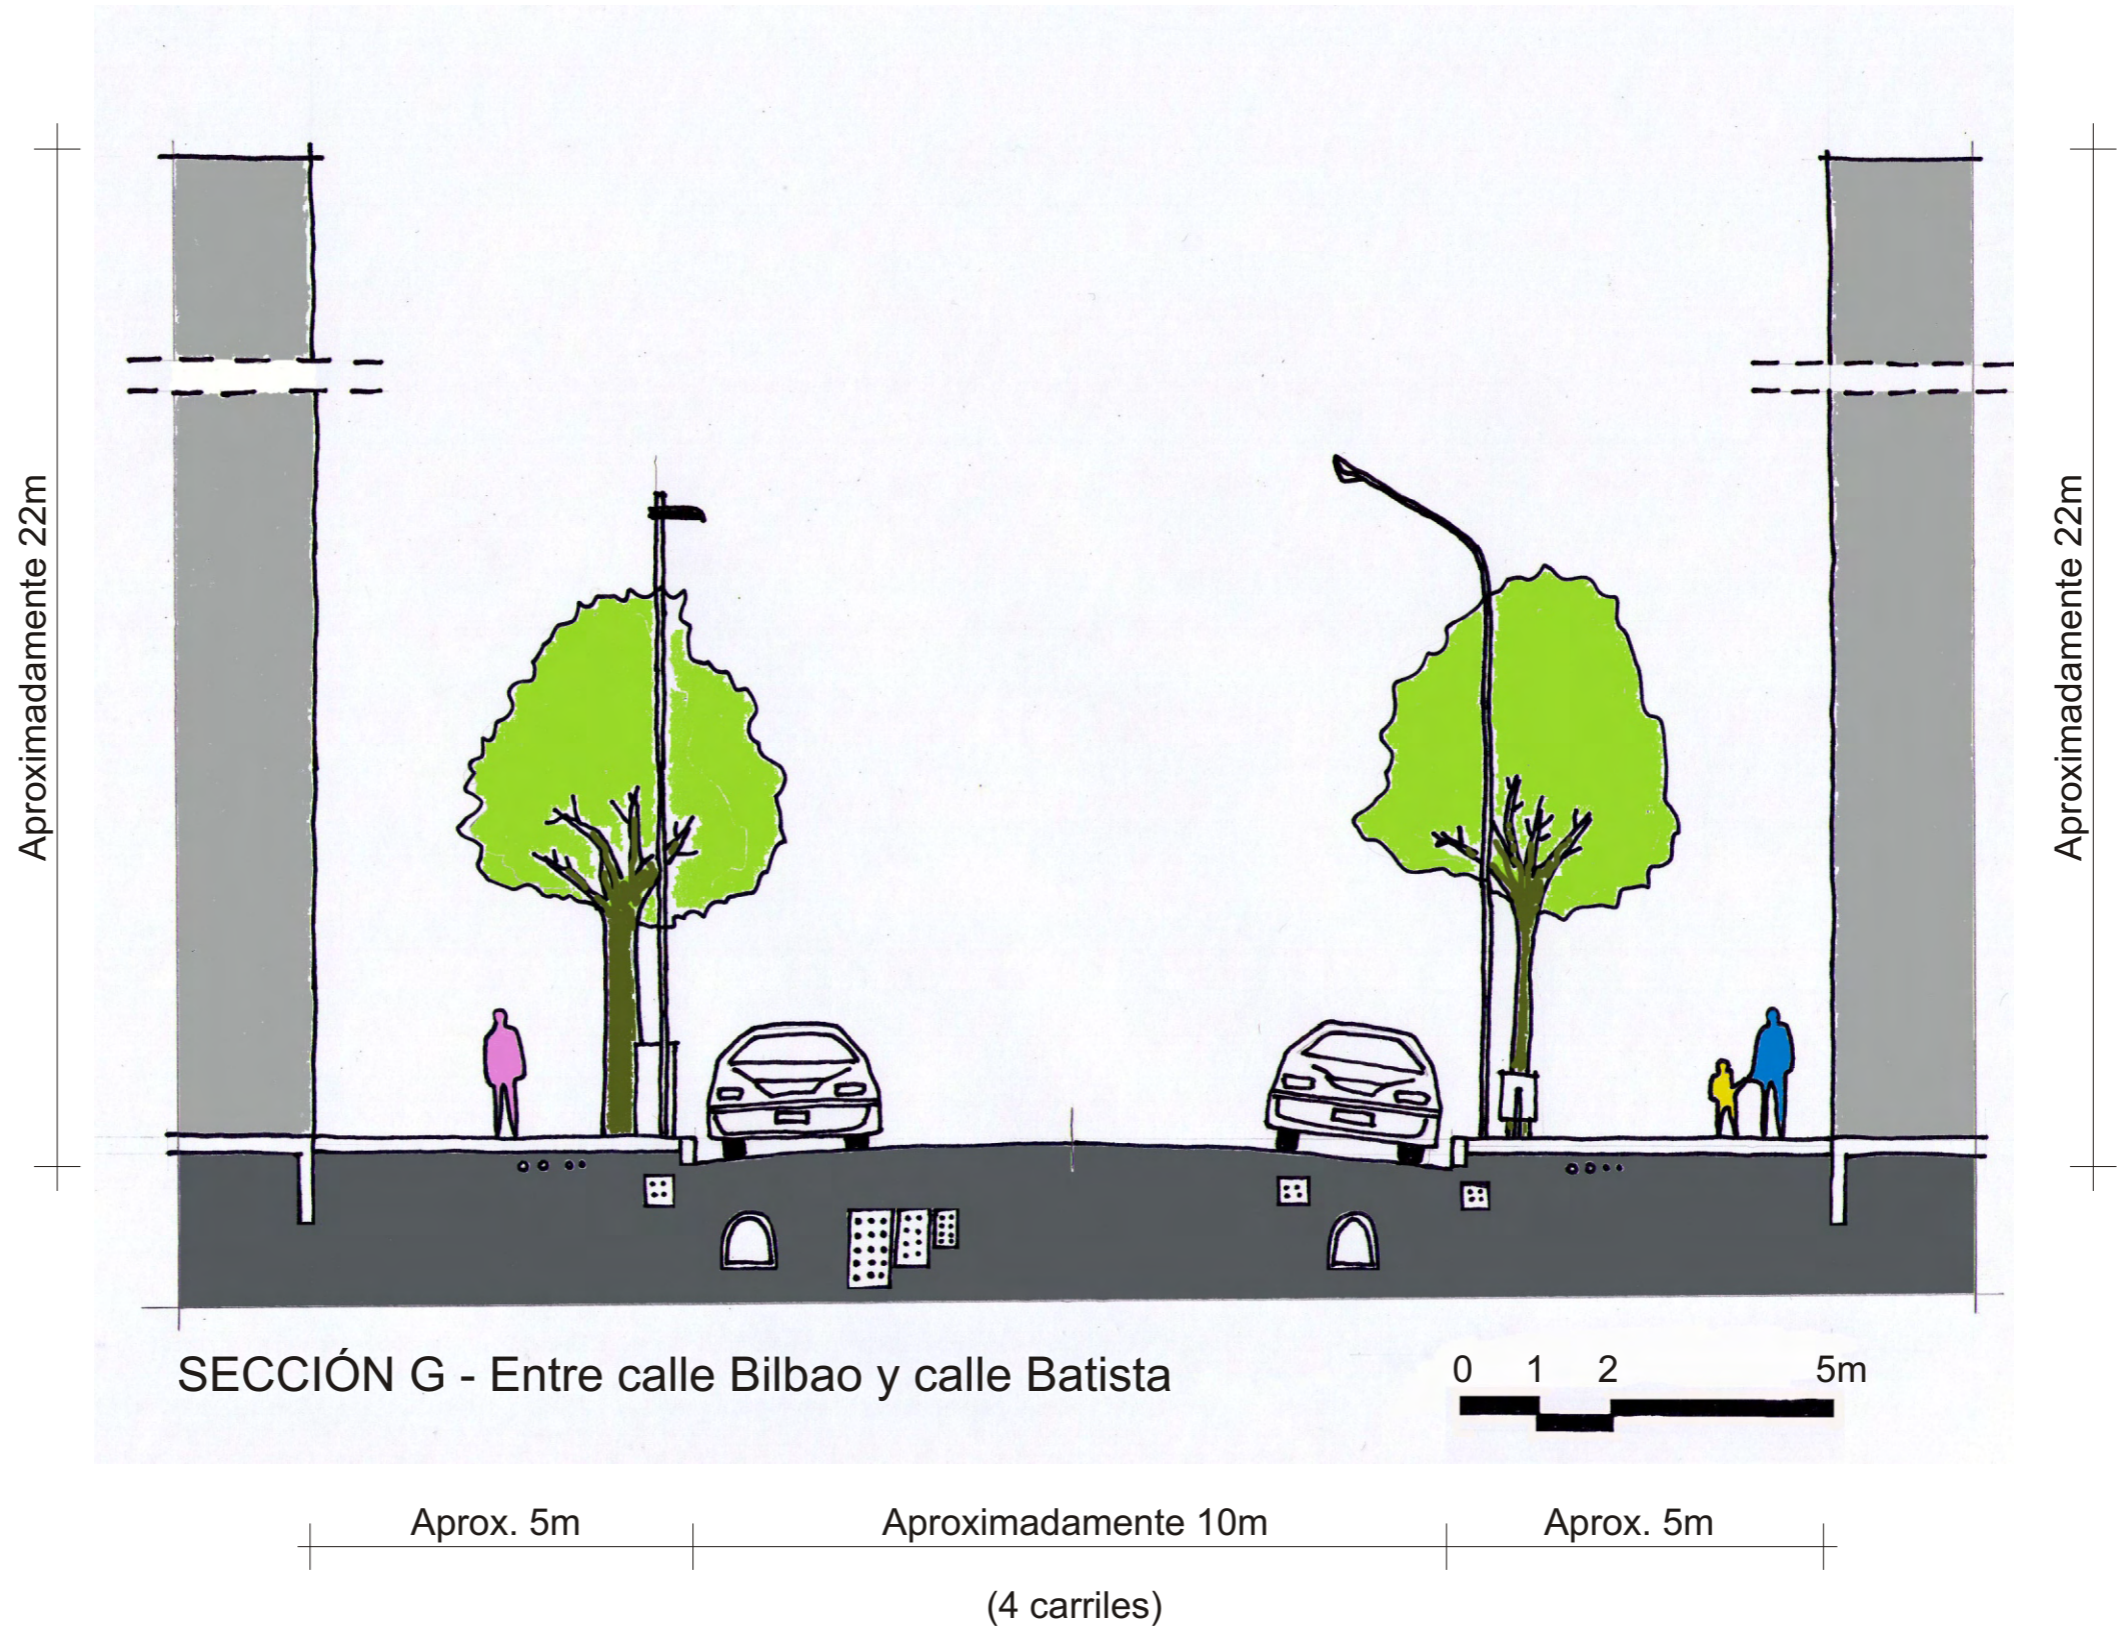 Aproximadamente 22m
Aproximadamente 22m
SECCIÓN G - Entre calle Bilbao y calle Batista
0 1 2 5m
Aprox. 5m
Aproximadamente 10m
Aprox. 5m
(4 carriles)